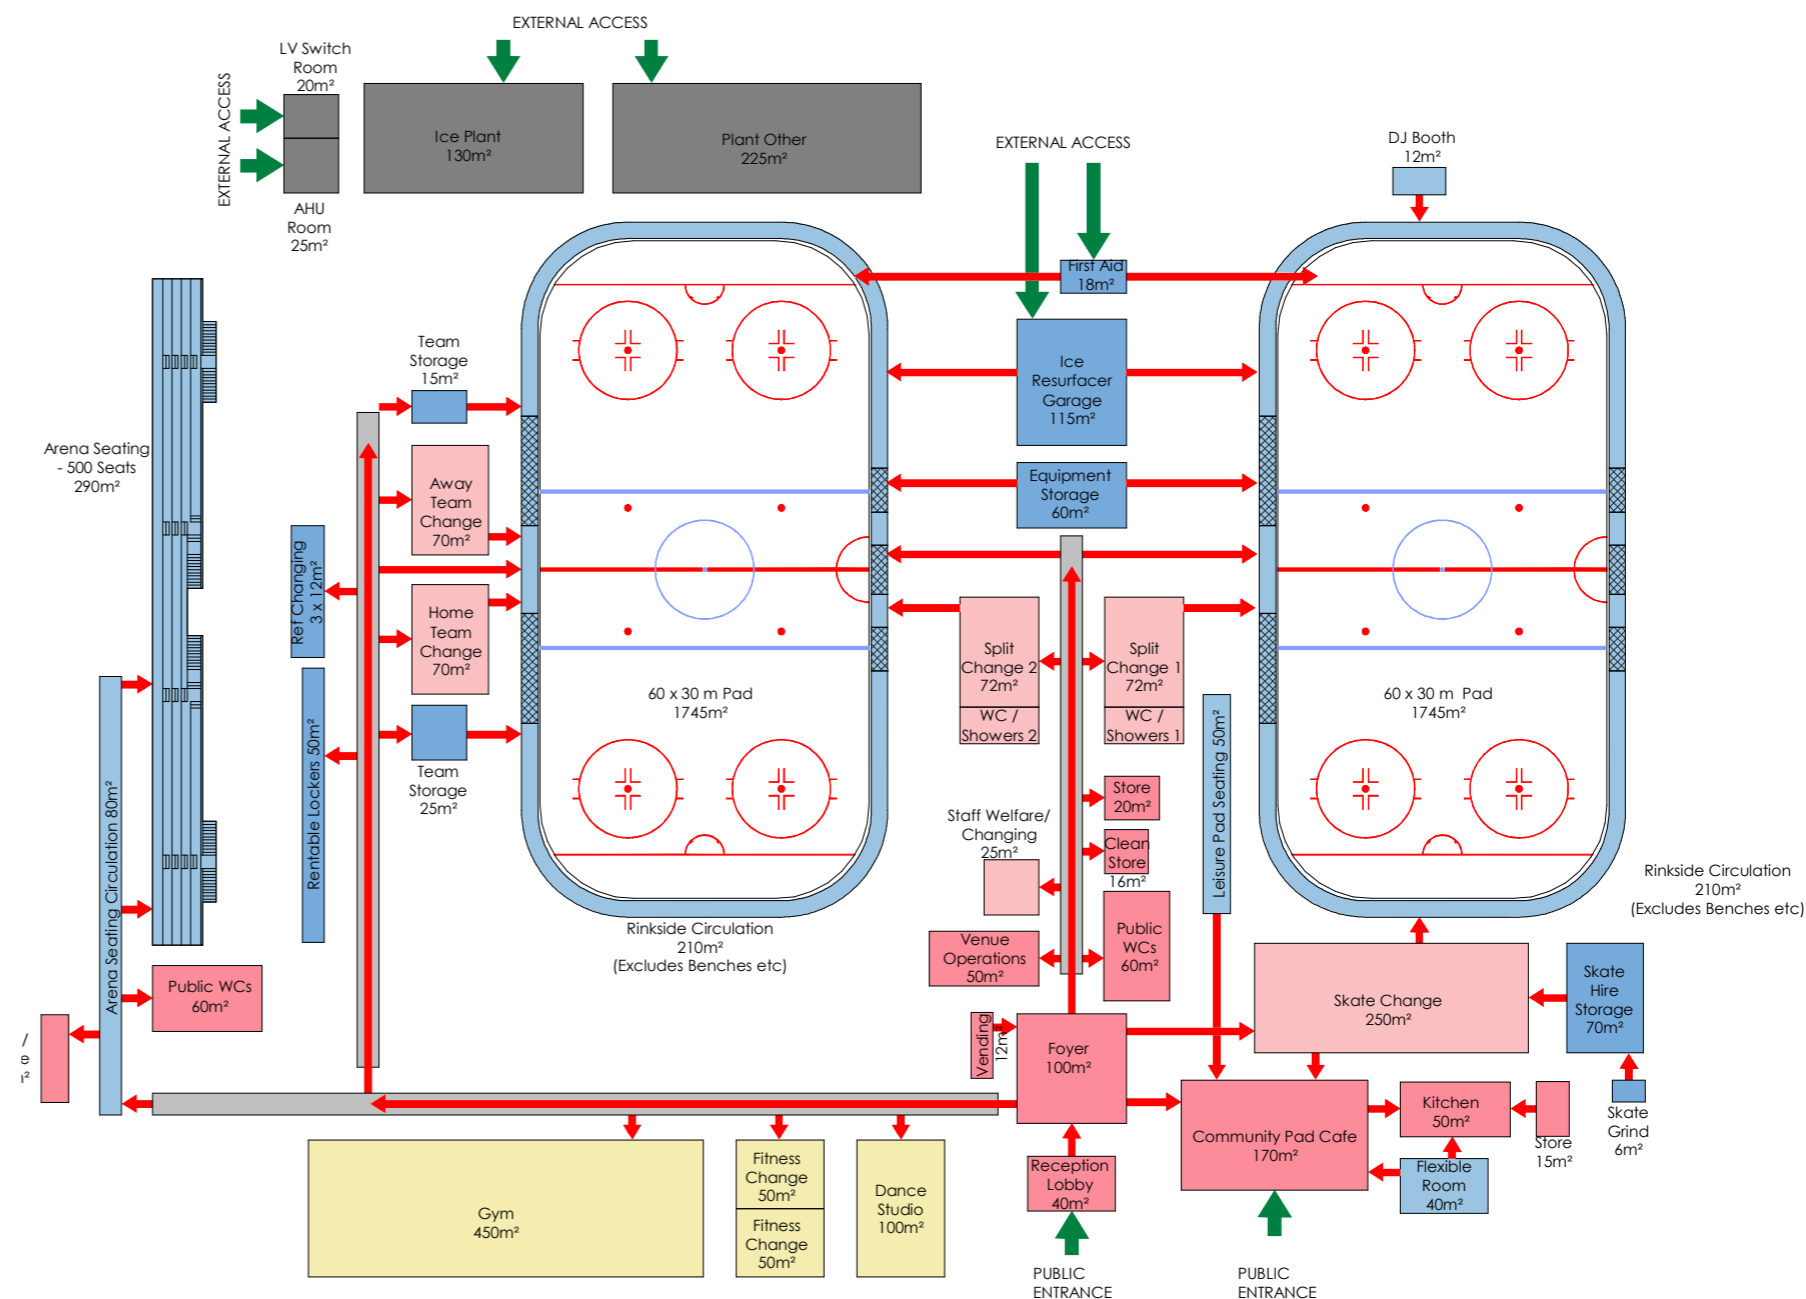 EXTERNAL ACCESS
LV Switch
Room
20m²
EXTERNAL ACCESS
Ice Plant
130m²
Plant Other
225m²
AHU
Room
25m²
EXTERNAL ACCESS
DJ Booth
12m²
First Aid
18m²
Team
Storage
15m²
Ice
Resurfacer
Garage
115m²
Arena Seating
- 500 Seats
290m²
Away
Team
Change
70m²
Equipment
Storage
60m²
Ref Changing
3 x 12m²
Home
Team
Change
70m²
Split
Change 2
72m²
WC /
Showers 2
Split
Change 1
72m²
WC /
Showers 1
60 x 30 m Pad
1745m²
60 x 30 m Pad
1745m²
Rentable Lockers 50m²
Leisure Pad Seating 50m²
Arena Seating Circulation 80m²
Team
Storage
25m²
Store
20m²
Staff Welfare/
Changing
25m²
Clean
Store
16m²
Rinkside Circulation
210m²
(Excludes Benches etc)
Rinkside Circulation
210m²
(Excludes Benches etc)
Venue
Operations
50m²
Public
WCs
60m²
Public WCs
60m²
Skate Change
250m²
Skate
Hire
Storage
70m²
Vending
12m²
Foyer
100m²
/
e
Kitchen
50m²
Store
15m²
Skate
Grind
6m²
Community Pad Cafe
170m²
Flexible
Room
40m²
Reception
Lobby
40m²
Gym
450m²
Fitness
Change
50m²
Fitness
Change
50m²
Dance
Studio
100m²
PUBLIC
ENTRANCE
PUBLIC
ENTRANCE